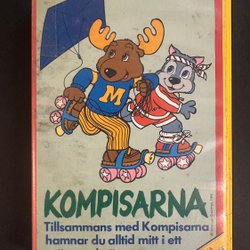 M
KOMPISARNA
Tillsammans med Kompisarna
hamnar du alltid mitt i ett